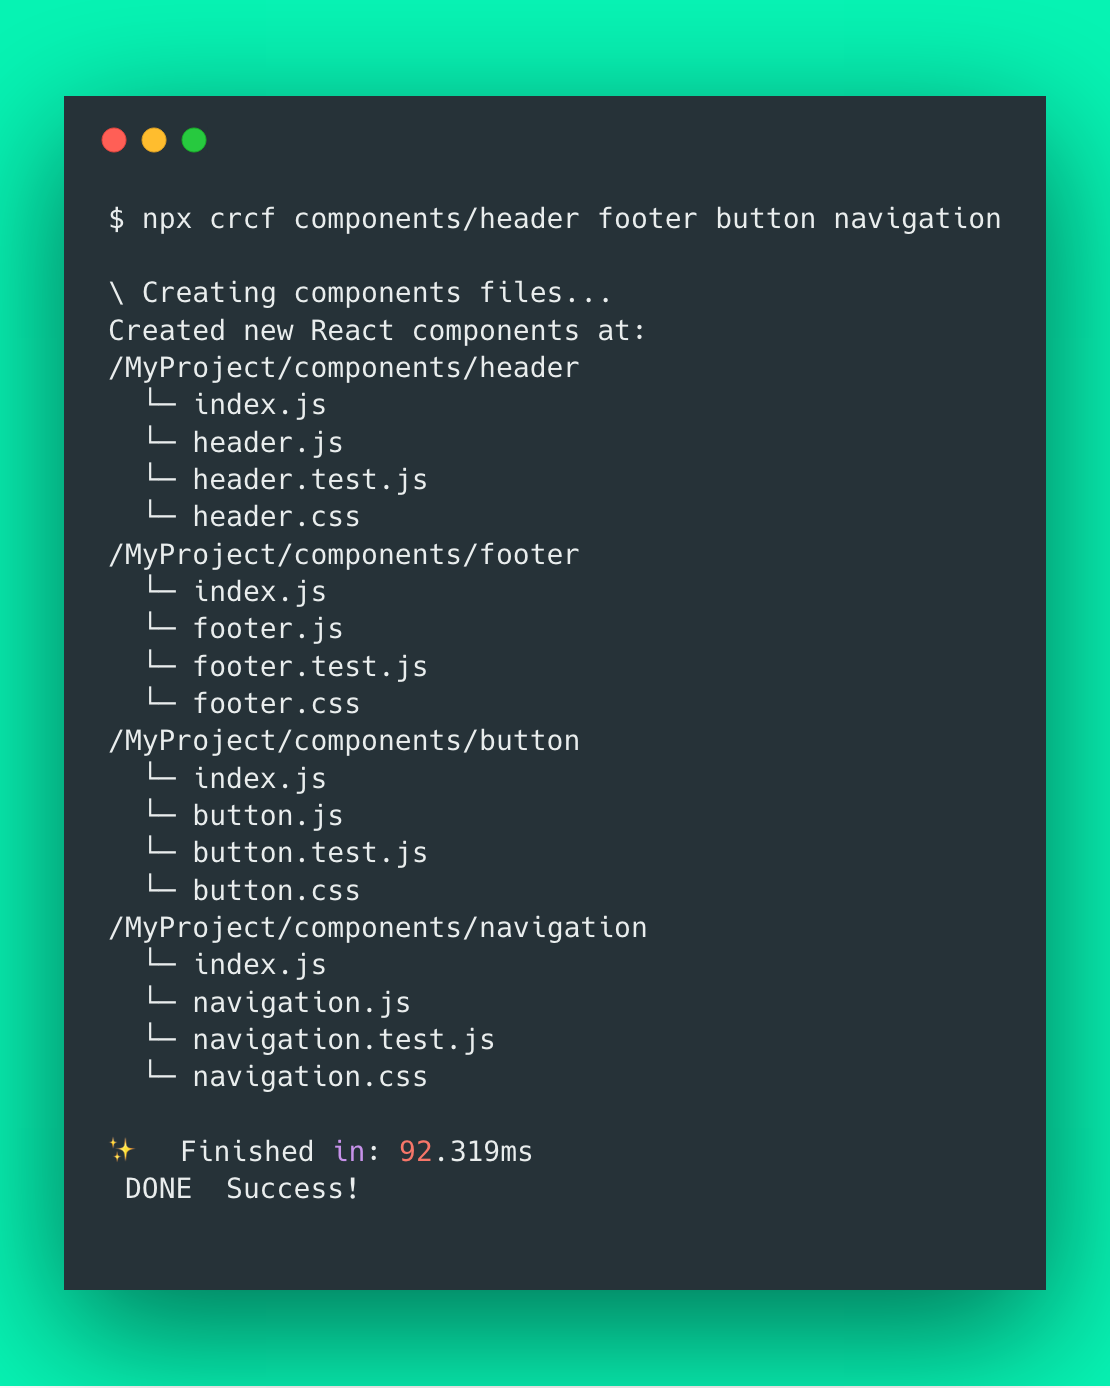 $ npx crcf components/header footer button navigation
\ Creating components files...
Created new React components at:
/MyProject/components/header
└─ index.js
└─ header.js
└─ header.test.js
└─ header.css
/MyProject/components/footer
└─ index.js
└─ footer.js
└─ footer.test.js
└─ footer.css
/MyProject/components/button
└─ index.js
└─ button.js
└─ button.test.js
└─ button.css
/MyProject/components/navigation
└─ index.js
└─ navigation.js
└─ navigation.test.js
└─ navigation.css
✨ Finished in: 92.319ms
DONE Success!